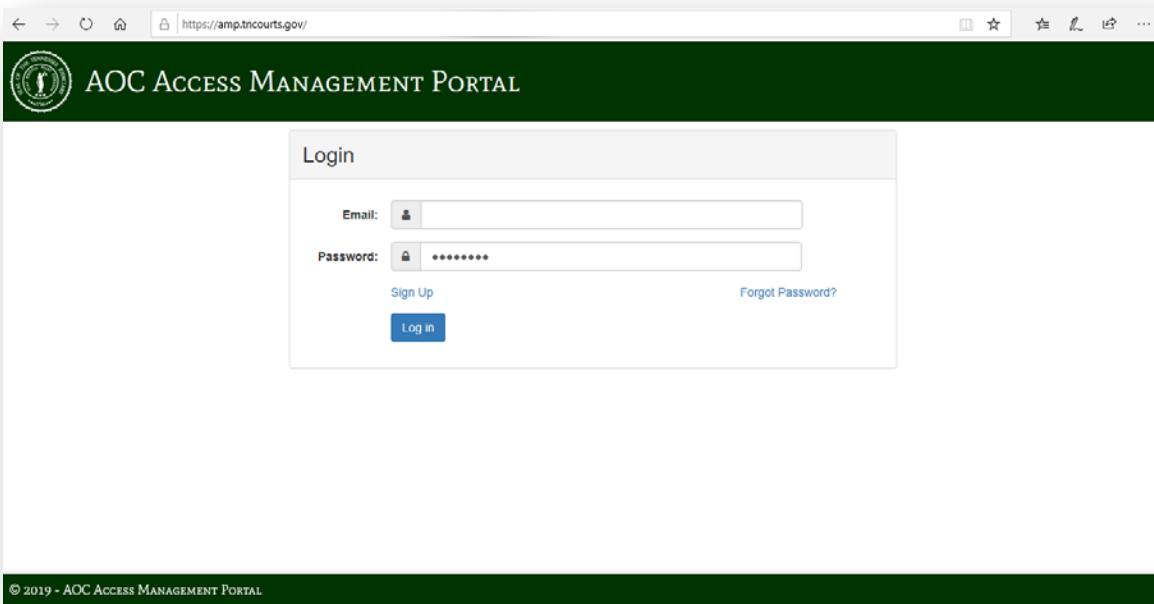 https://amp.tncourts.gov/
AOC Access Management Portal
Login
Email:
Password: ••••••••
Sign Up Forgot Password?
Log in
© 2019 - AOC Access Management Portal